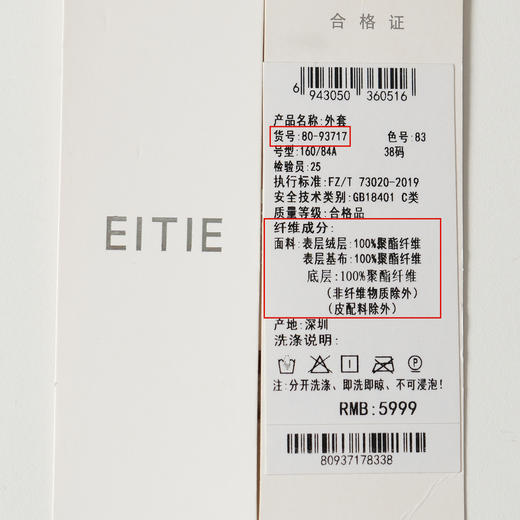 EITIE
合格证
6 943050 360516
产品名称:外套
货号:80-93717 色号:83
号型:160/84A 38码
检验员:25
执行标准:FZ/T 73020-2019
安全技术类别:GB18401 C类
质量等级:合格品
纤维成分:
面料:表层绒层:100%聚酯纤维
表层基布:100%聚酯纤维
底层:100%聚酯纤维
(非纤维物质除外)
(皮配料除外)
产地:深圳
洗涤说明:
P
注:分开洗涤、即洗即晾、不可浸泡!
RMB:5999
80937178338